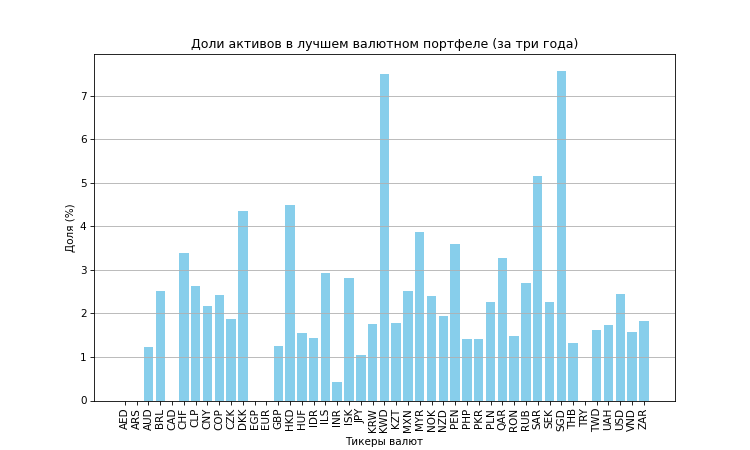 Доли активов в лучшем валютном портфеле (за три года)
Доля (%)
7
6
5
4
3
2
1
0
AED ARS AUD BRL CAD CHF CLP CNY COP CZK DKK EGP EUR GBP HKD HUF IDR ILS INR ISK JPY KRW KWD KZT MXN MYR NOK NZD PEN PHP PKR PLN QAR RON RUB SAR SEK SGD THB TRY TWD UAH USD VND ZAR
Тикеры валют